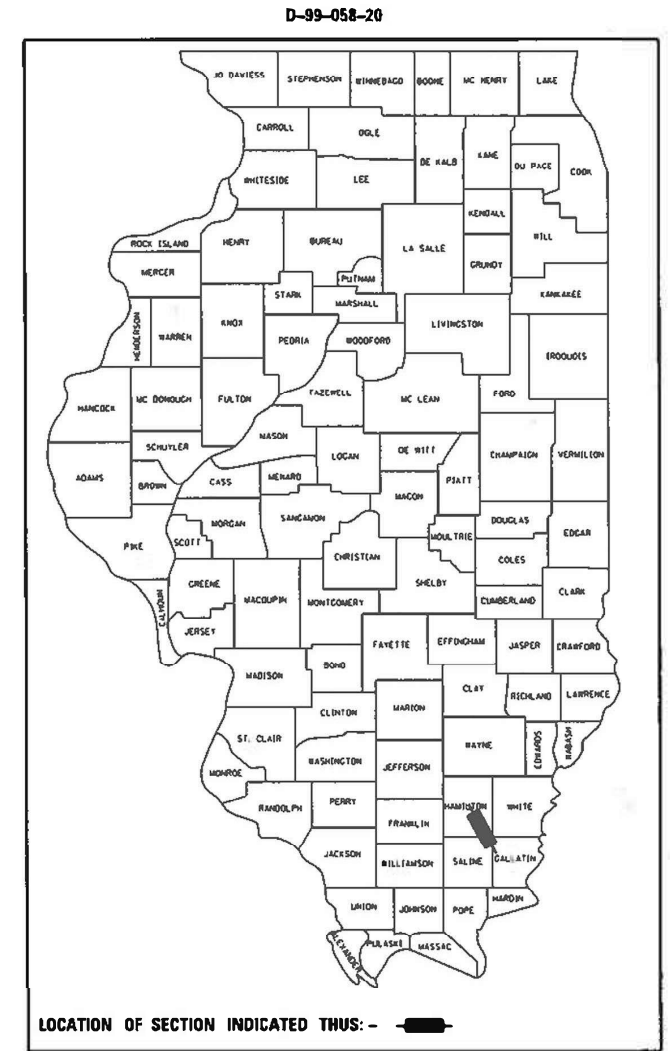 D-99-058-20
JO DAVIESS STEPHENSON WINNEBAGO BOONE MC HENRY LAKE
CARROLL OGLE DE KALB KANE DU PAGE COOK
WHITESIDE LEE KENDALL WILL
ROCK ISLAND HENRY BUREAU LA SALLE GRUNDY
MERCER PUTNAM KANKAKEE
STARK MARSHALL
HENDERSON WARREN KNOX PEORIA WOODFORD LIVINGSTON IROQUOIS
HANCOCK MC DONOUGH FULTON TAZEWELL MC LEAN FORD
SCHUYLER MASON LOGAN DE WITT CHAMPAIGN VERMILION
ADAMS BROWN CASS MENARD MACON PIATT
PIKE SCOTT MORGAN SANGAMON CHRISTIAN MOULTRIE DOUGLAS EDGAR
COLES
CALHOUN GREENE MACOUPIN MONTGOMERY SHELBY CUMBERLAND CLARK
JERSEY FAYETTE EFFINGHAM JASPER CRAWFORD
MADISON BOND CLAY RICHLAND LAWRENCE
CLINTON MARION
ST. CLAIR WASHINGTON JEFFERSON WAYNE EDWARDS WABASH
MONROE
RANDOLPH PERRY FRANKLIN HAMILTON WHITE
JACKSON WILLIAMSON SALINE GALLATIN
UNION JOHNSON POPE HARDIN
ALEXANDER PULASKI MASSAC
LOCATION OF SECTION INDICATED THUS: -